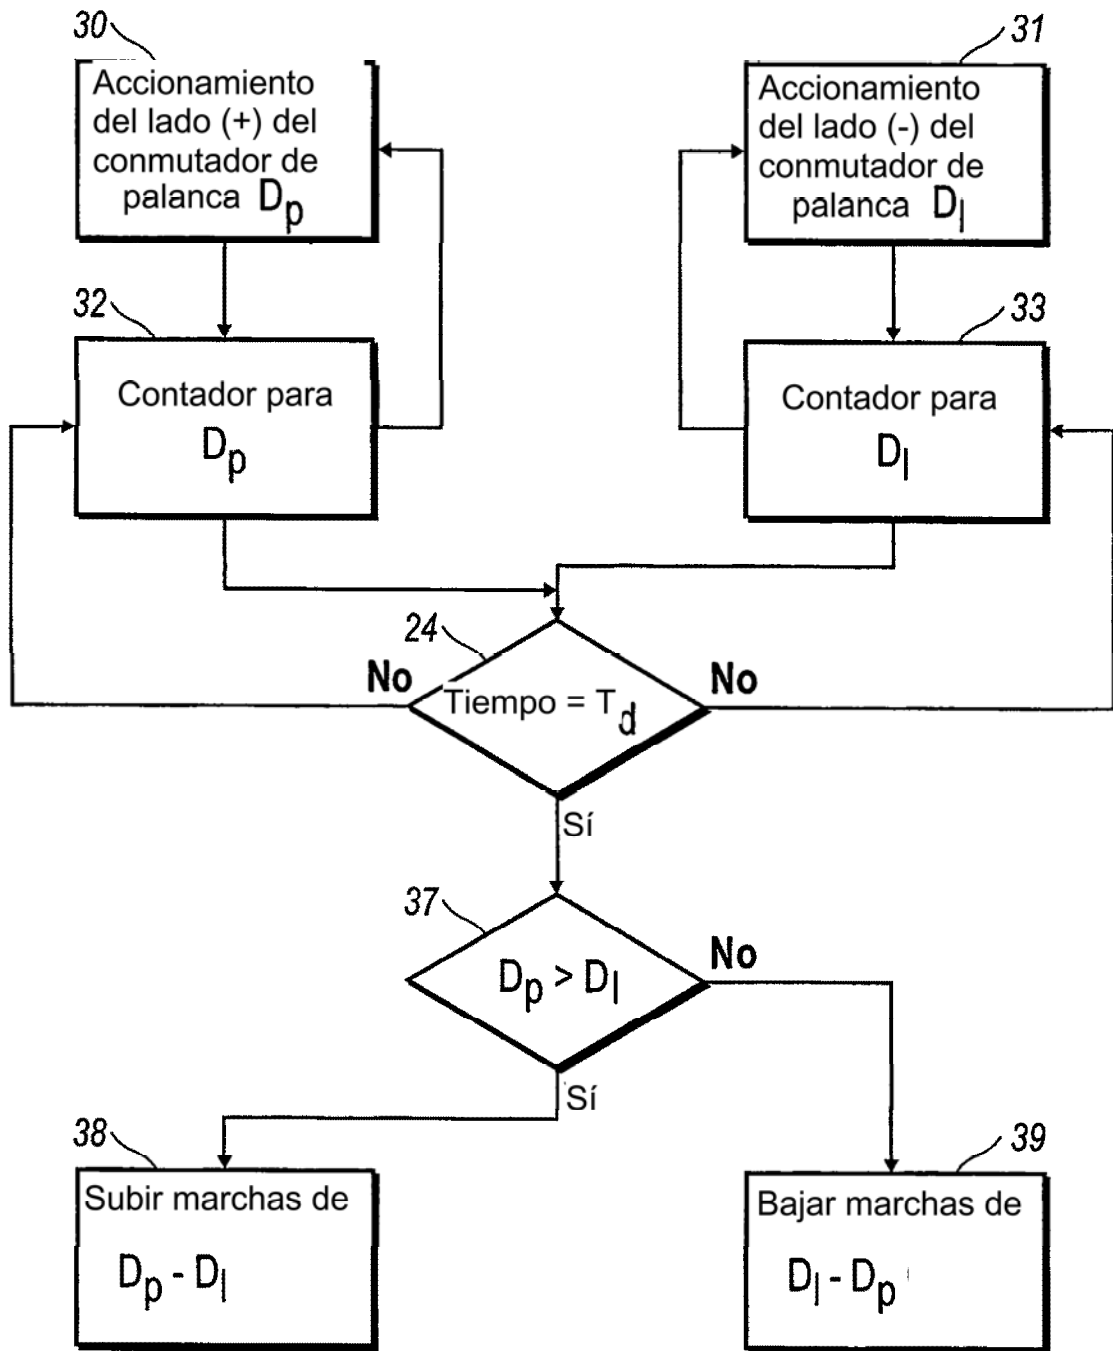 30
Accionamiento
del lado (+) del
conmutador de
palanca Dp
31
Accionamiento
del lado (-) del
conmutador de
palanca Dl
32
Contador para
Dp
33
Contador para
Dl
24
No
Tiempo = Td
No
Sí
37
Dp > Dl
No
Sí
38
Subir marchas de
Dp - Dl
39
Bajar marchas de
Dl - Dp